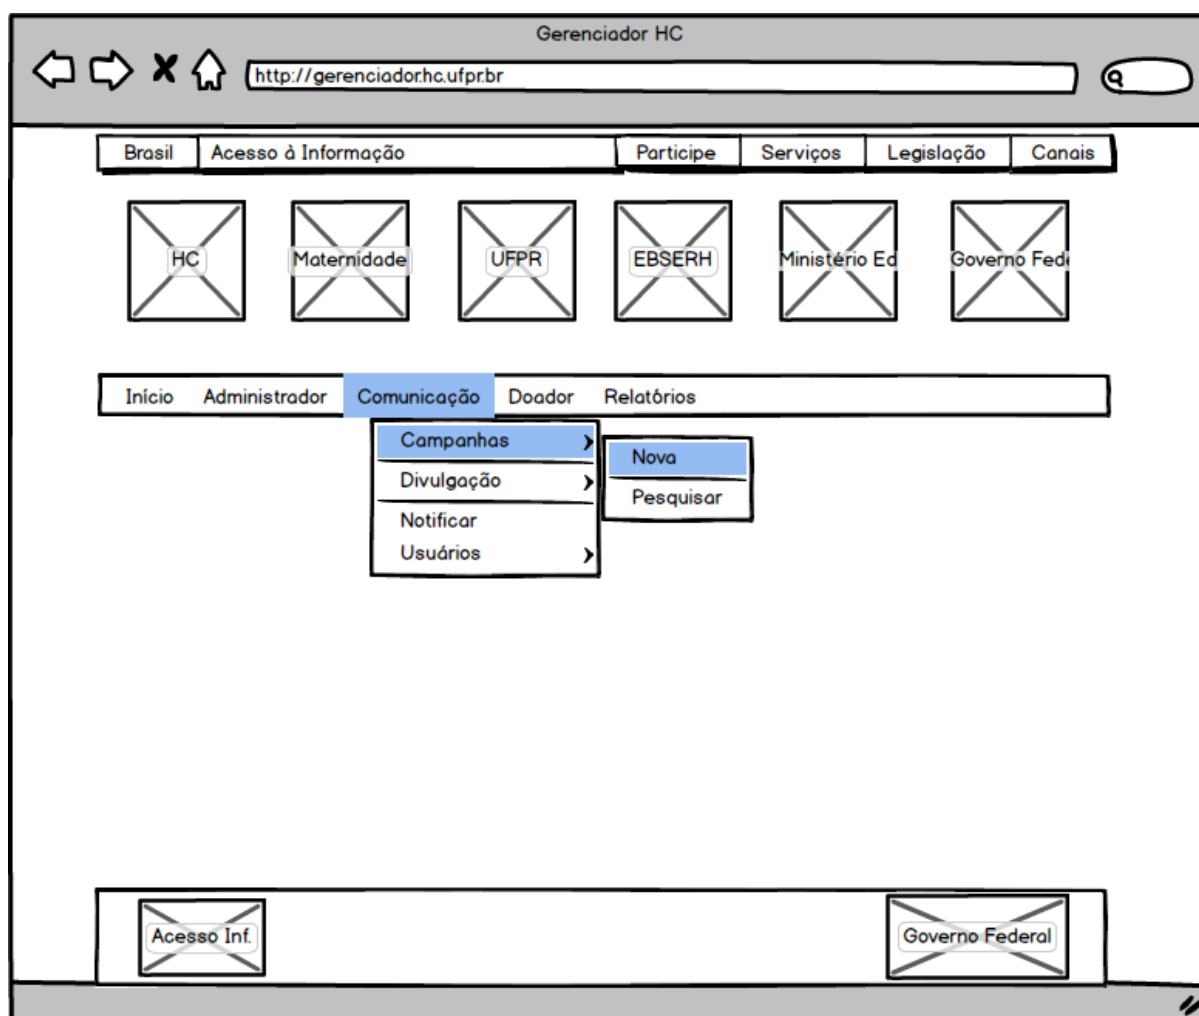 Gerenciador HC
http://gerenciador.hc.ufpr.br
Brasil Acesso à Informação Participe Serviços Legislação Canais
HC Maternidade UFPR EBSERH Ministério Ed Governo Fede
Início Administrador Comunicação Doador Relatórios
Campanhas
Nova
Divulgação
Pesquisar
Notificar
Usuários
Acesso Inf. Governo Federal